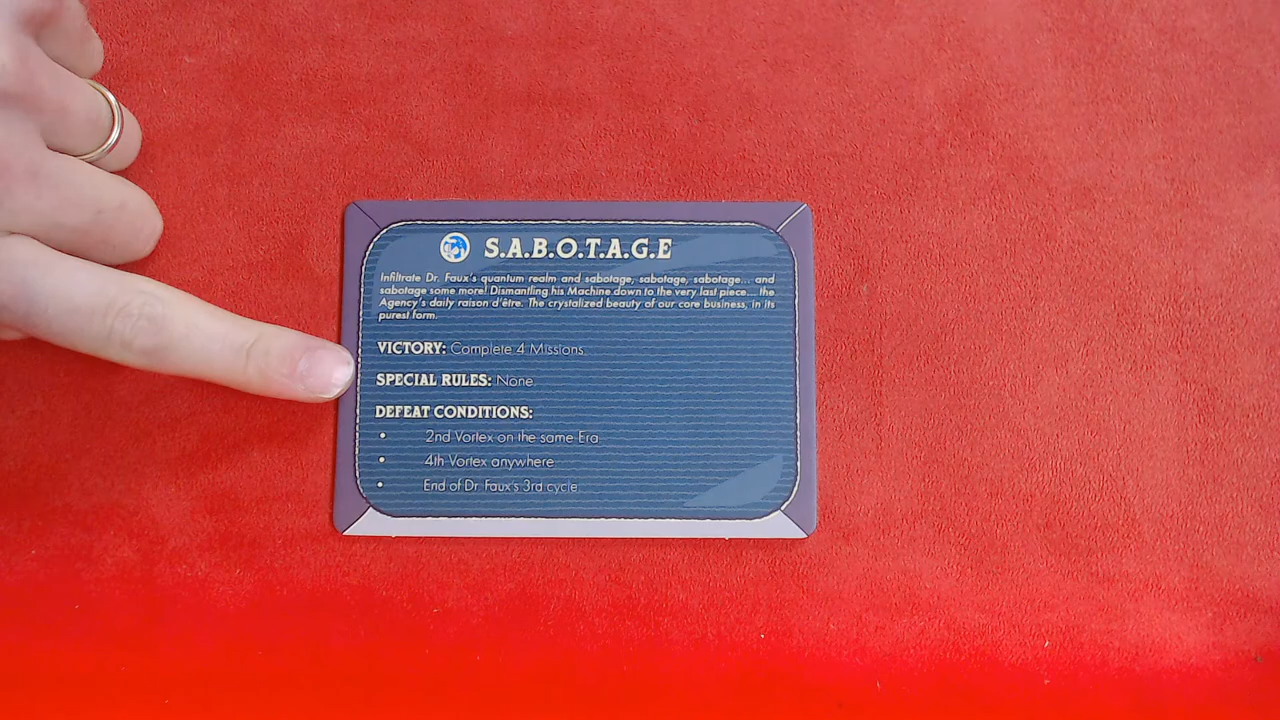 S.A.B.O.T.A.G.E
Infiltrate Dr. Faux's quantum realm and sabotage, sabotage, sabotage... and
sabotage some more! Dismantling his Machine down to the very last piece... the
Agency's daily raison d'être. The crystalized beauty of our core business, in its
purest form.
VICTORY: Complete 4 Missions.
SPECIAL RULES: None.
DEFEAT CONDITIONS:
• 2nd Vortex on the same Era.
• 4th Vortex anywhere.
• End of Dr. Faux's 3rd cycle.